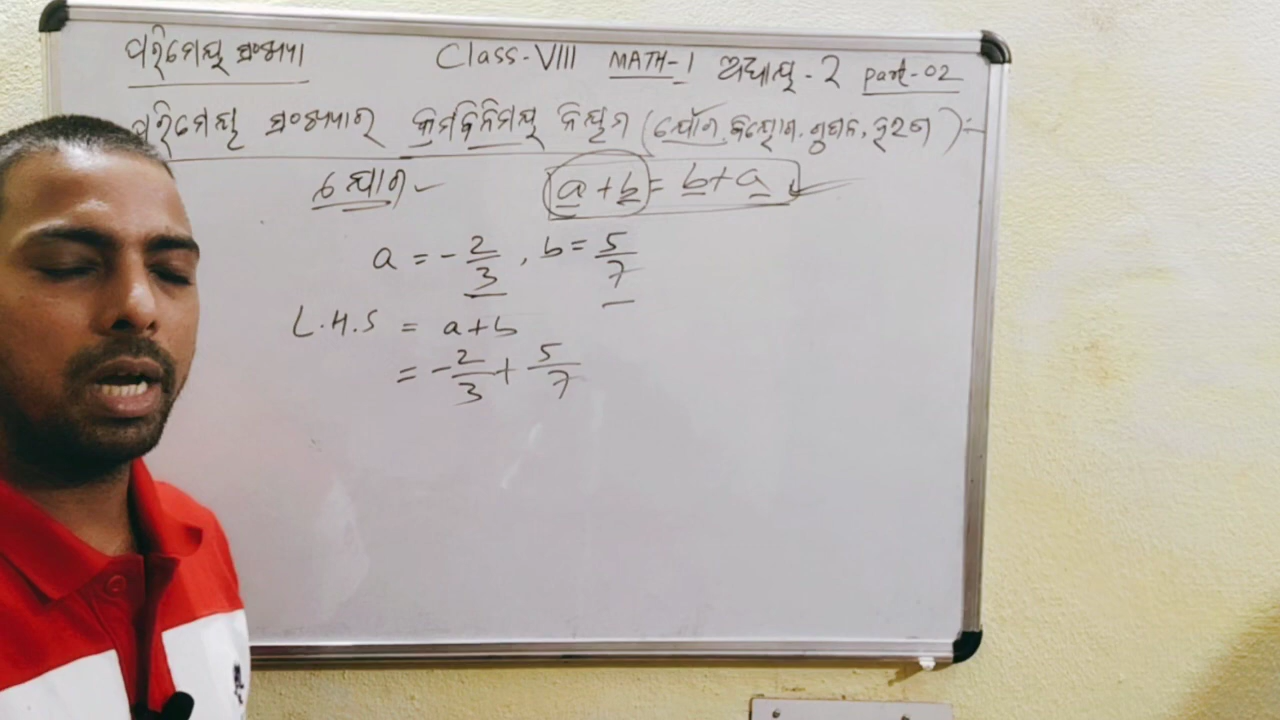 ପରିମେୟ ସଂଖ୍ୟା Class-VIII MATH-1 ଅଧ୍ୟାୟ-2 part-02
ପରିମେୟ ସଂଖ୍ୟାର କ୍ରମବିନିମୟ ନିୟମ (ଯୋଗ, ବିୟୋଗ, ଗୁଣନ, ହରଣ) :-
ଯୋଗ a+b = b+a
a = -2/3 , b = 5/7
L.H.S = a+b
= -2/3 + 5/7